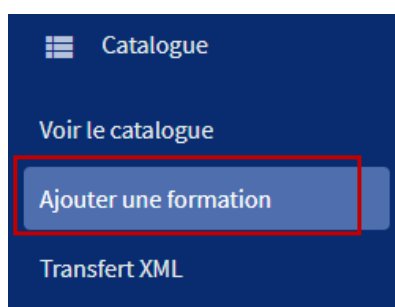 Catalogue
Voir le catalogue
Ajouter une formation
Transfert XML